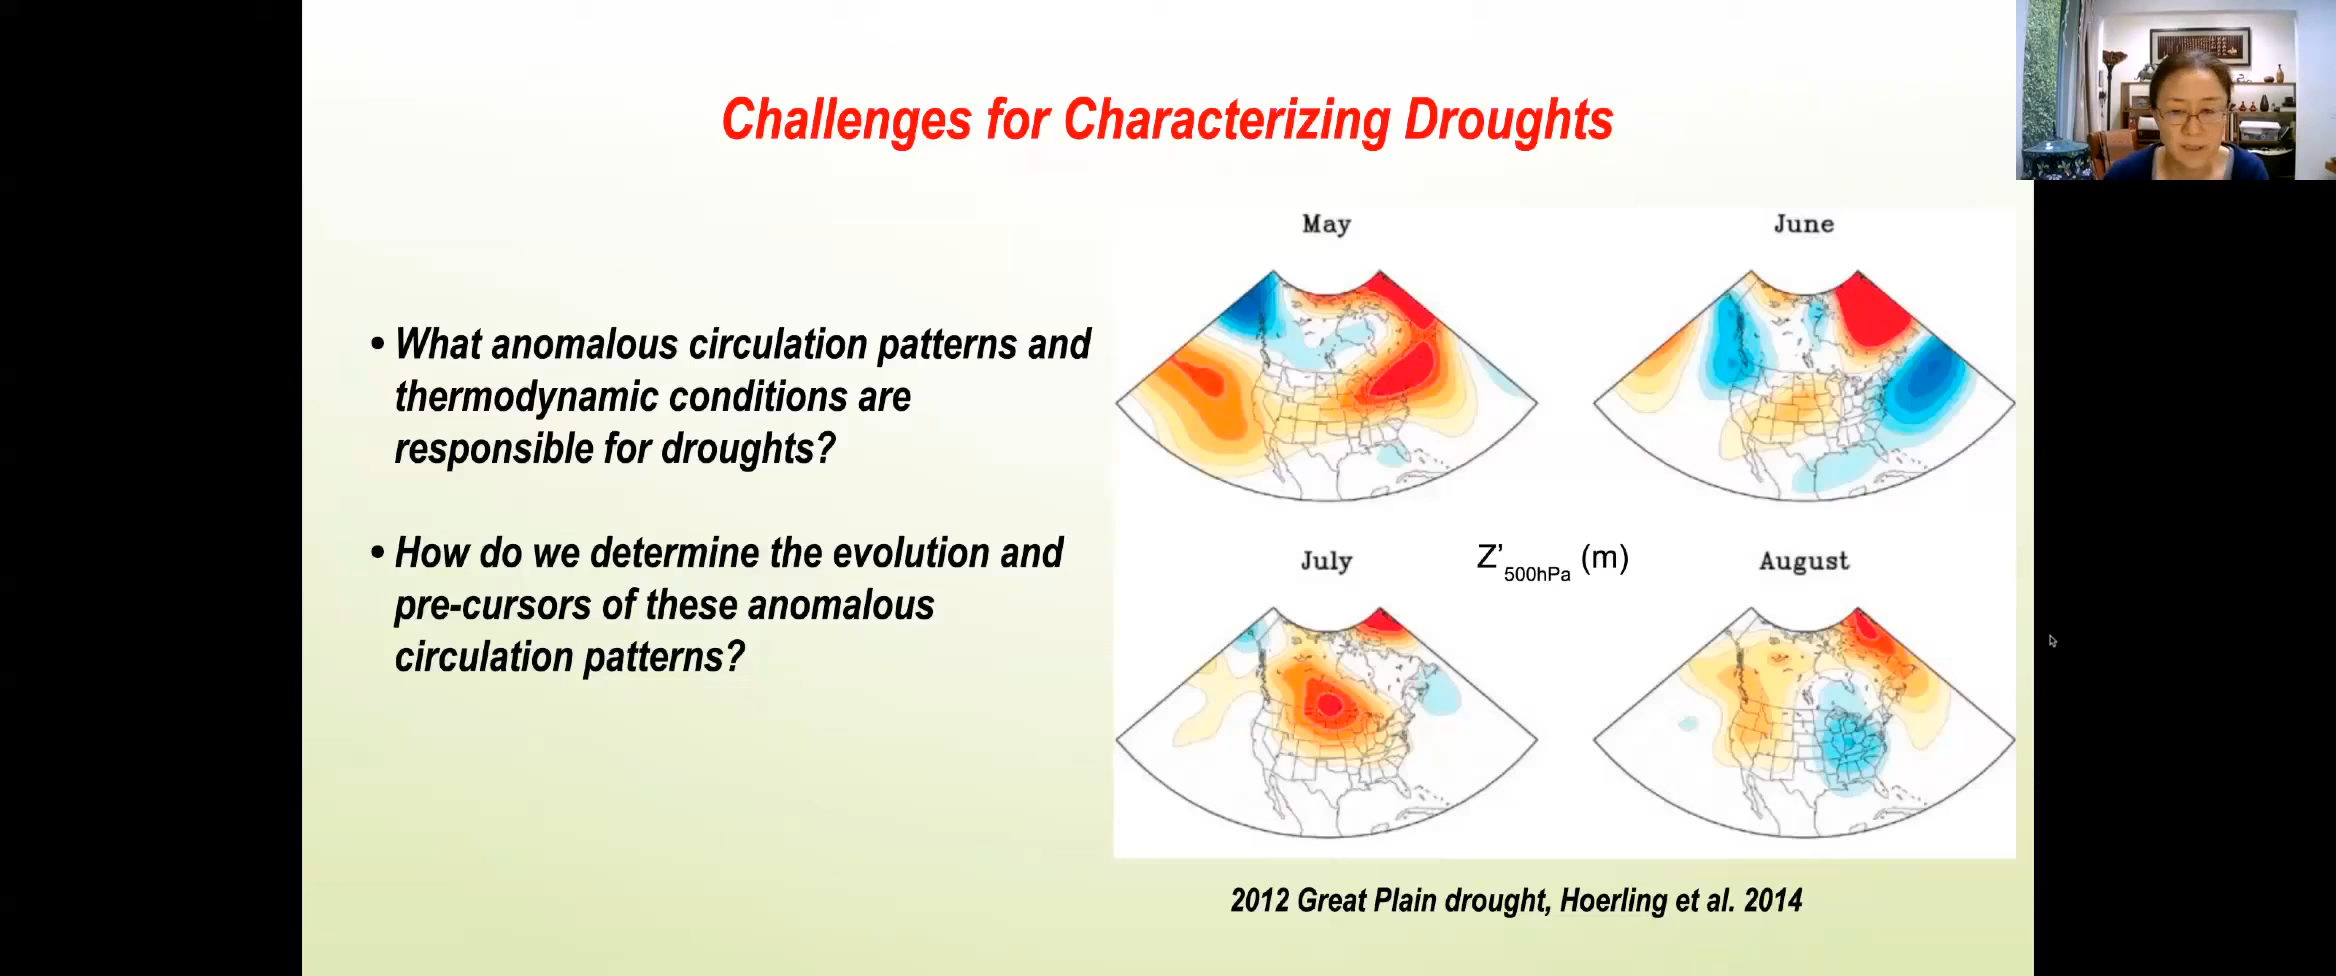 Challenges for Characterizing Droughts
• What anomalous circulation patterns and
thermodynamic conditions are
responsible for droughts?
• How do we determine the evolution and
pre-cursors of these anomalous
circulation patterns?
May
June
July
Z’500hPa (m)
August
2012 Great Plain drought, Hoerling et al. 2014